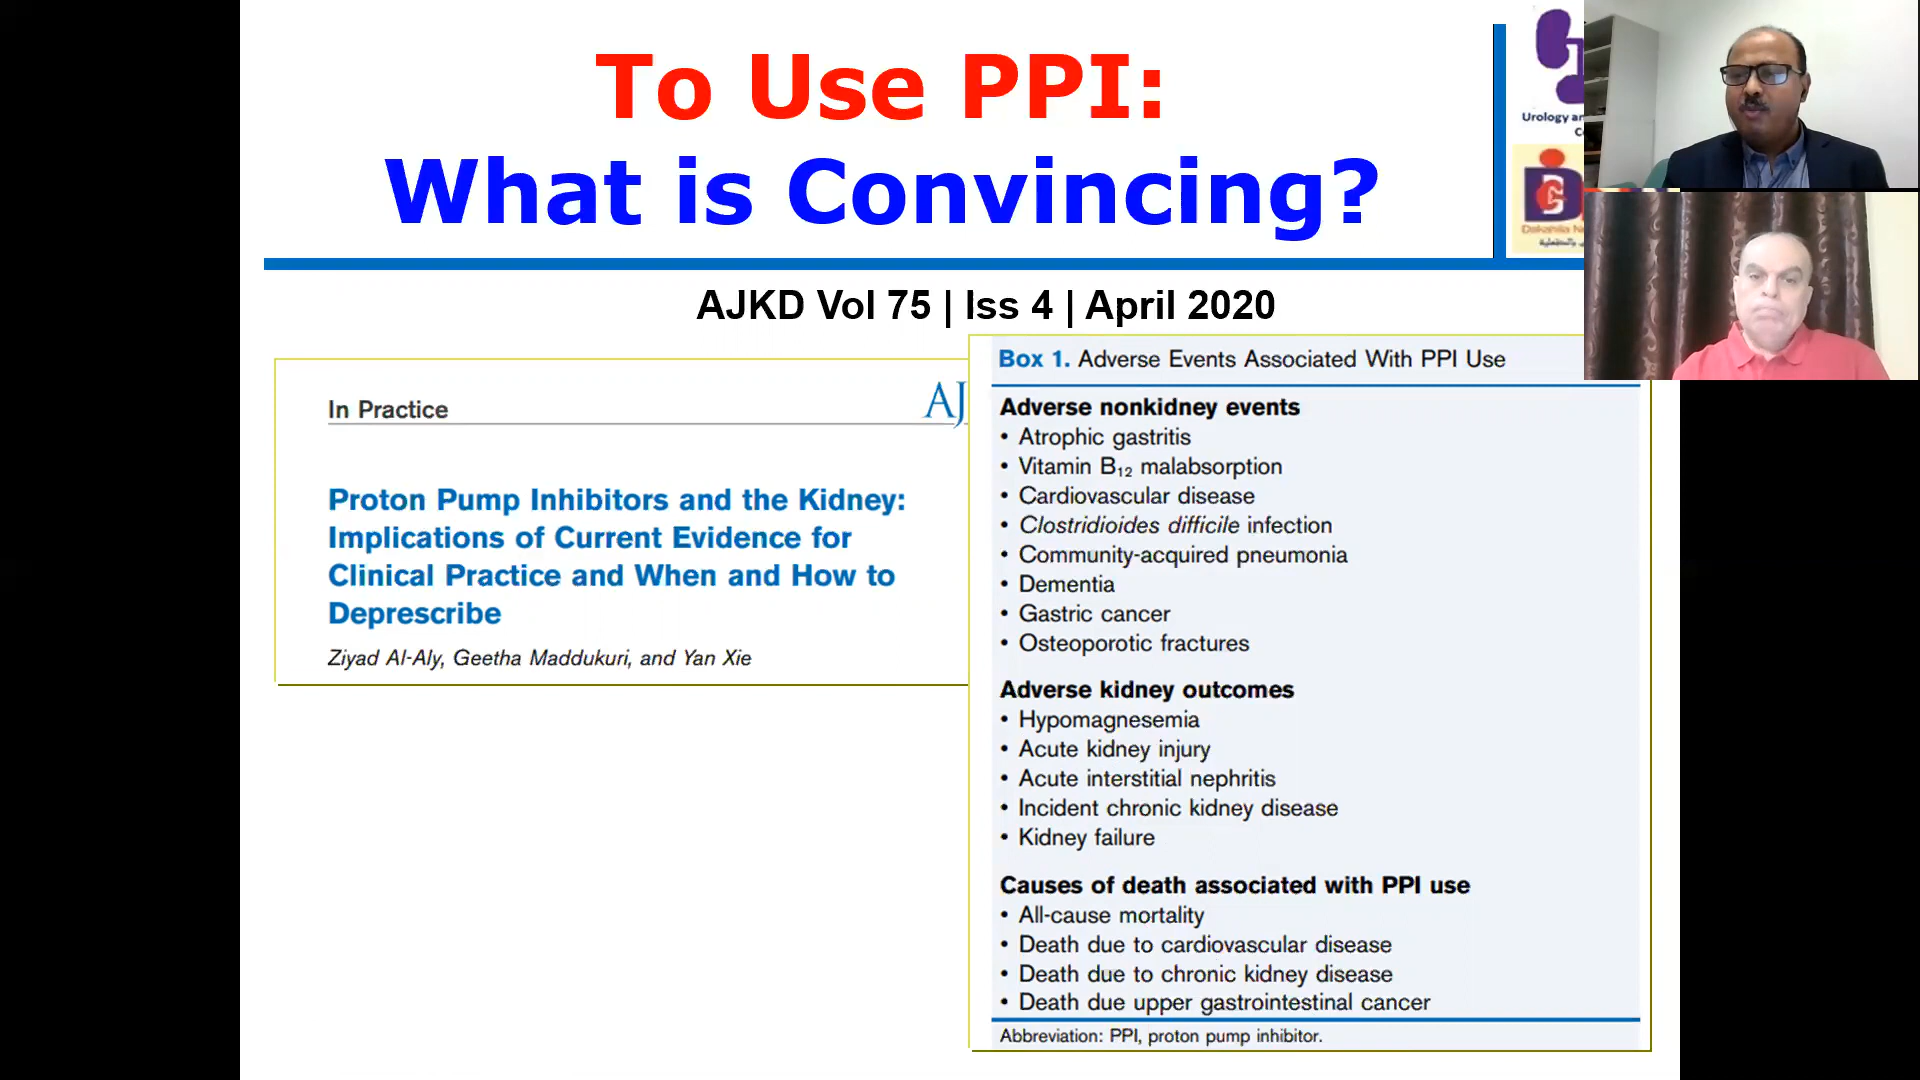 To Use PPI:
What is Convincing?
Urology an
AJKD Vol 75 | Iss 4 | April 2020
In Practice
AJ
Proton Pump Inhibitors and the Kidney:
Implications of Current Evidence for
Clinical Practice and When and How to
Deprescribe
Ziyad Al-Aly, Geetha Maddukuri, and Yan Xie
Box 1. Adverse Events Associated With PPI Use
Adverse nonkidney events
• Atrophic gastritis
• Vitamin B₁₂ malabsorption
• Cardiovascular disease
• Clostridioides difficile infection
• Community-acquired pneumonia
• Dementia
• Gastric cancer
• Osteoporotic fractures
Adverse kidney outcomes
• Hypomagnesemia
• Acute kidney injury
• Acute interstitial nephritis
• Incident chronic kidney disease
• Kidney failure
Causes of death associated with PPI use
• All-cause mortality
• Death due to cardiovascular disease
• Death due to chronic kidney disease
• Death due upper gastrointestinal cancer
Abbreviation: PPI, proton pump inhibitor.